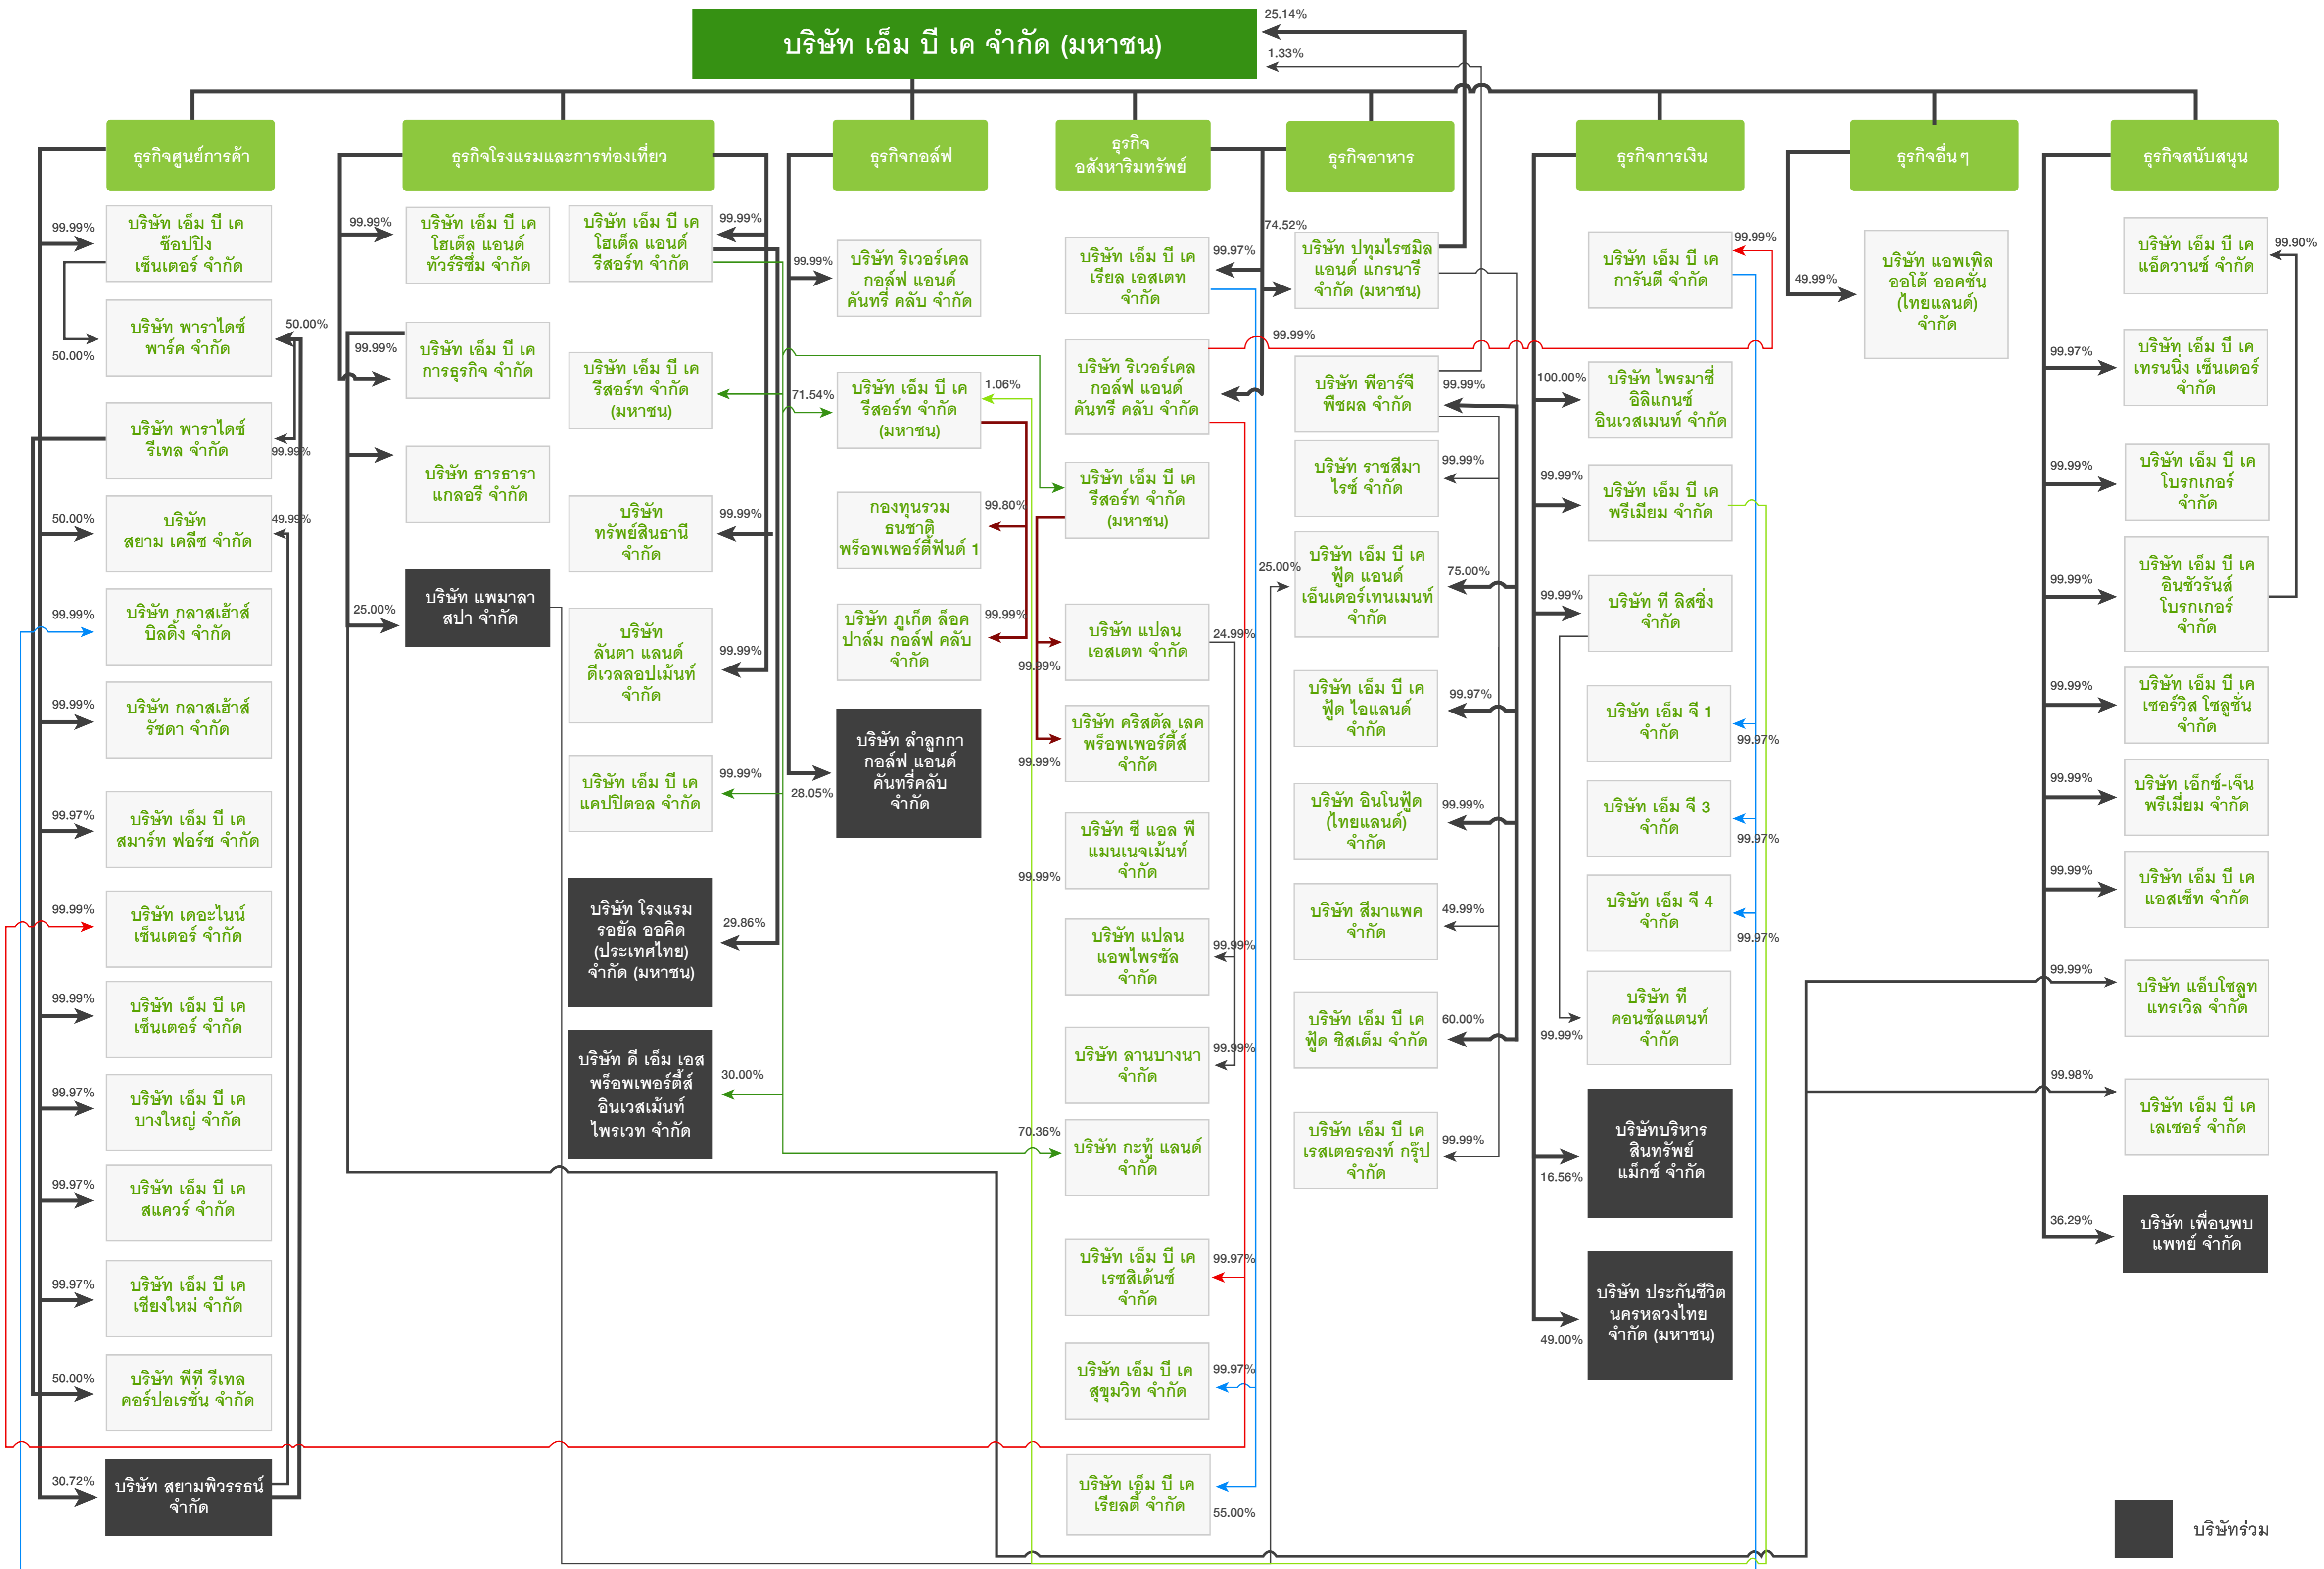 บริษัท เอ็ม บี เค จำกัด (มหาชน)
25.14%
1.33%
ธุรกิจศูนย์การค้า
99.99%
บริษัท เอ็ม บี เค
ช๊อปปิง
เซ็นเตอร์ จำกัด
บริษัท พาราไดซ์
พาร์ค จำกัด
50.00%
50.00%
บริษัท พาราไดซ์
รีเทล จำกัด
99.99%
50.00%
บริษัท
สยาม เคลีซ จำกัด
49.99%
99.99%
บริษัท กลาสเฮ้าส์
บิลดิ้ง จำกัด
99.99%
บริษัท กลาสเฮ้าส์
รัชดา จำกัด
99.97%
บริษัท เอ็ม บี เค
สมาร์ท ฟอร์ซ จำกัด
99.99%
บริษัท เดอะไนน์
เซ็นเตอร์ จำกัด
99.99%
บริษัท เอ็ม บี เค
เซ็นเตอร์ จำกัด
99.97%
บริษัท เอ็ม บี เค
บางใหญ่ จำกัด
99.97%
บริษัท เอ็ม บี เค
สแควร์ จำกัด
99.97%
บริษัท เอ็ม บี เค
เชียงใหม่ จำกัด
50.00%
บริษัท พีที รีเทล
คอร์ปอเรชั่น จำกัด
30.72%
บริษัท สยามพิวรรธน์
จำกัด
ธุรกิจโรงแรมและการท่องเที่ยว
99.99%
บริษัท เอ็ม บี เค
โฮเต็ล แอนด์
ทัวร์ริซึ่ม จำกัด
99.99%
บริษัท เอ็ม บี เค
การธุรกิจ จำกัด
บริษัท ธารธารา
แกลอรี จำกัด
25.00%
บริษัท แพมาลา
สปา จำกัด
บริษัท เอ็ม บี เค
โฮเต็ล แอนด์
รีสอร์ท จำกัด
99.99%
บริษัท เอ็ม บี เค
รีสอร์ท จำกัด
(มหาชน)
บริษัท
ทรัพย์สินธานี
จำกัด
99.99%
บริษัท
ลันตา แลนด์
ดีเวลลอปเม้นท์
จำกัด
99.99%
บริษัท เอ็ม บี เค
แคปปิตอล จำกัด
99.99%
บริษัท โรงแรม
รอยัล ออคิด
(ประเทศไทย)
จำกัด (มหาชน)
29.86%
บริษัท ดี เอ็ม เอส
พร็อพเพอร์ตี้ส์
อินเวสเม้นท์
ไพรเวท จำกัด
30.00%
ธุรกิจกอล์ฟ
99.99%
บริษัท ริเวอร์เคล
กอล์ฟ แอนด์
คันทรี่ คลับ จำกัด
71.54%
บริษัท เอ็ม บี เค
รีสอร์ท จำกัด
(มหาชน)
1.06%
กองทุนรวม
ธนชาติ
พร็อพเพอร์ตี้ฟันด์ 1
99.80%
บริษัท ภูเก็ต ล็อค
ปาล์ม กอล์ฟ คลับ
จำกัด
99.99%
28.05%
บริษัท ลำลูกกา
กอล์ฟ แอนด์
คันทรี่คลับ
จำกัด
ธุรกิจ
อสังหาริมทรัพย์
บริษัท เอ็ม บี เค
เรียล เอสเตท
จำกัด
99.97%
บริษัท ริเวอร์เคล
กอล์ฟ แอนด์
คันทรี คลับ จำกัด
99.99%
บริษัท เอ็ม บี เค
รีสอร์ท จำกัด
(มหาชน)
99.99%
บริษัท แปลน
เอสเตท จำกัด
24.99%
99.99%
บริษัท คริสตัล เลค
พร็อพเพอร์ตี้ส์
จำกัด
99.99%
บริษัท ซี แอล พี
แมนเนจเม้นท์
จำกัด
บริษัท แปลน
แอพไพรซัล
จำกัด
99.99%
บริษัท ลานบางนา
จำกัด
99.99%
70.36%
บริษัท กะทู้ แลนด์
จำกัด
บริษัท เอ็ม บี เค
เรซสิเด้นซ์
จำกัด
99.97%
บริษัท เอ็ม บี เค
สุขุมวิท จำกัด
99.97%
บริษัท เอ็ม บี เค
เรียลตี้ จำกัด
55.00%
ธุรกิจอาหาร
74.52%
บริษัท ปทุมไรซมิล
แอนด์ แกรนารี
จำกัด (มหาชน)
บริษัท พีอาร์จี
พืชผล จำกัด
99.99%
บริษัท ราชสีมา
ไรซ์ จำกัด
99.99%
25.00%
บริษัท เอ็ม บี เค
ฟู้ด แอนด์
เอ็นเตอร์เทนเมนท์
จำกัด
75.00%
บริษัท เอ็ม บี เค
ฟู้ด ไอแลนด์
จำกัด
99.97%
บริษัท อินโนฟู้ด
(ไทยแลนด์)
จำกัด
99.99%
บริษัท สีมาแพค
จำกัด
49.99%
บริษัท เอ็ม บี เค
ฟู้ด ซิสเต็ม จำกัด
60.00%
บริษัท เอ็ม บี เค
เรสเตอรองท์ กรุ๊ป
จำกัด
99.99%
ธุรกิจการเงิน
บริษัท เอ็ม บี เค
การันตี จำกัด
99.99%
100.00%
บริษัท ไพรมาซี่
อิลิแกนซ์
อินเวสเมนท์ จำกัด
99.99%
บริษัท เอ็ม บี เค
พรีเมียม จำกัด
99.99%
บริษัท ที ลิสซิ่ง
จำกัด
บริษัท เอ็ม จี 1
จำกัด
99.97%
บริษัท เอ็ม จี 3
จำกัด
99.97%
บริษัท เอ็ม จี 4
จำกัด
99.97%
บริษัท ที
คอนซัลแตนท์
จำกัด
99.99%
บริษัทบริหาร
สินทรัพย์
แม็กซ์ จำกัด
16.56%
บริษัท ประกันชีวิต
นครหลวงไทย
จำกัด (มหาชน)
49.00%
ธุรกิจอื่นๆ
49.99%
บริษัท แอพเพิล
ออโต้ ออคชั่น
(ไทยแลนด์)
จำกัด
ธุรกิจสนับสนุน
บริษัท เอ็ม บี เค
แอ็ดวานซ์ จำกัด
99.90%
99.97%
บริษัท เอ็ม บี เค
เทรนนิ่ง เซ็นเตอร์
จำกัด
99.99%
บริษัท เอ็ม บี เค
โบรกเกอร์
จำกัด
99.99%
บริษัท เอ็ม บี เค
อินชัวรันส์
โบรกเกอร์
จำกัด
99.99%
บริษัท เอ็ม บี เค
เซอร์วิส โซลูชั่น
จำกัด
99.99%
บริษัท เอ็กซ์-เจ็น
พรีเมี่ยม จำกัด
99.99%
บริษัท เอ็ม บี เค
แอสเซ็ท จำกัด
99.99%
บริษัท แอ็บโซลูท
แทรเวิล จำกัด
99.98%
บริษัท เอ็ม บี เค
เลเซอร์ จำกัด
36.29%
บริษัท เพื่อนพบ
แพทย์ จำกัด
บริษัทร่วม